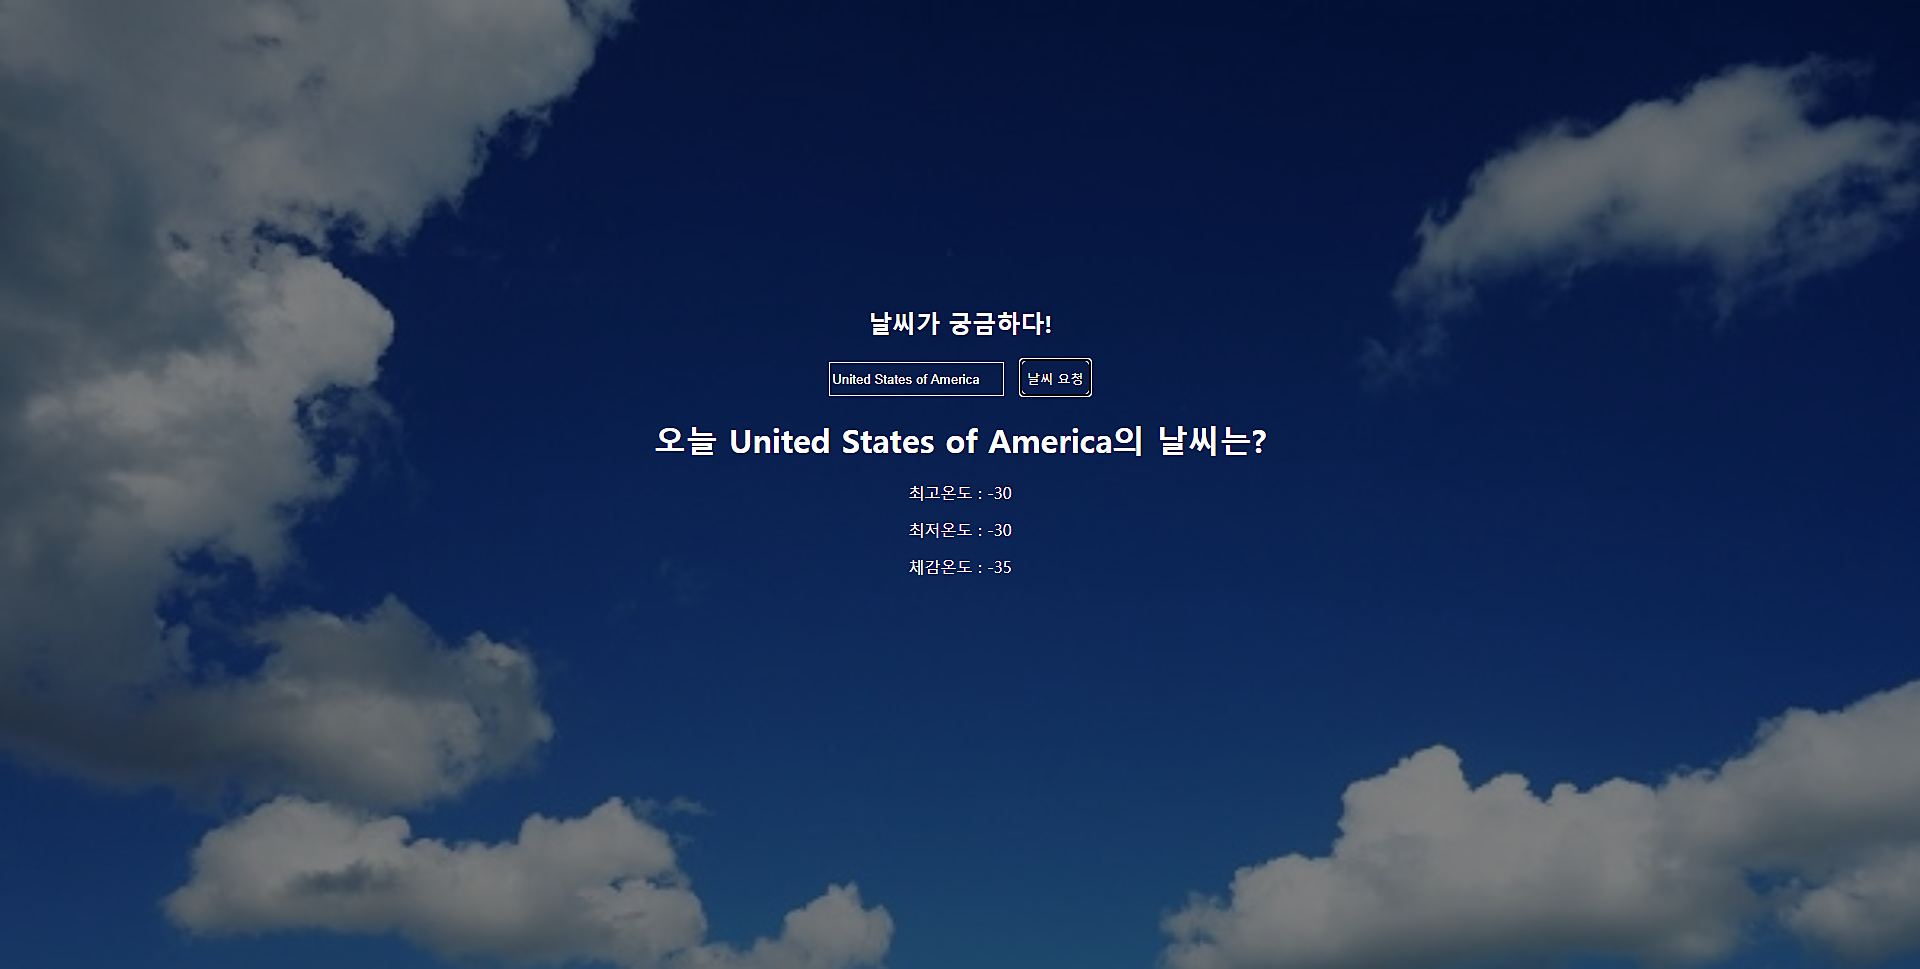 날씨가 궁금하다!
United States of America 날씨 요청
오늘 United States of America의 날씨는?
최고온도 : -30
최저온도 : -30
체감온도 : -35